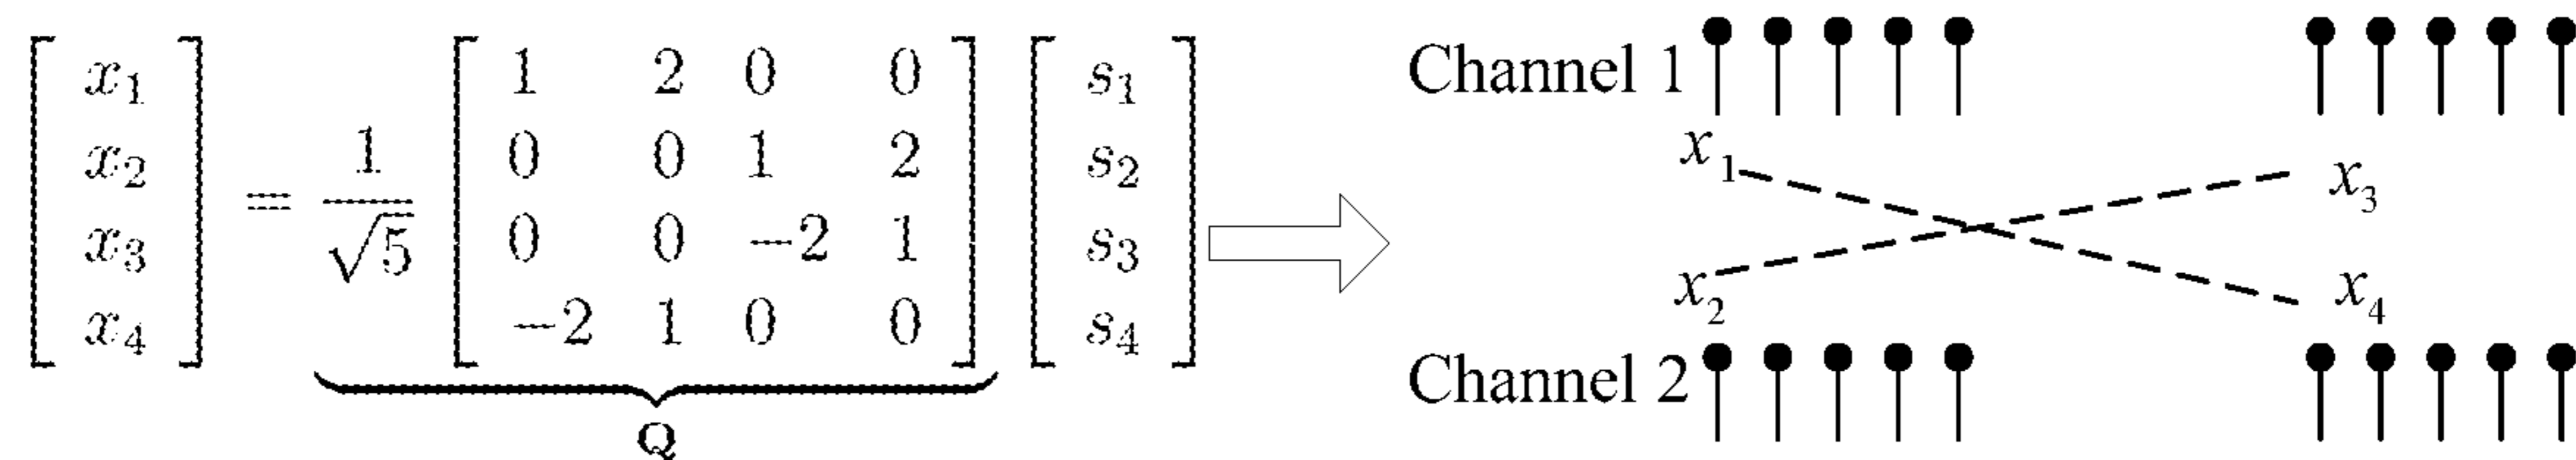 [ x₁ x₂ x₃ x₄ ] = 1/√5 [ 1 2 0 0 ; 0 0 1 2 ; 0 0 −2 1 ; −2 1 0 0 ] [ s₁ s₂ s₃ s₄ ]
Q
Channel 1
x₁ x₃
x₂ x₄
Channel 2